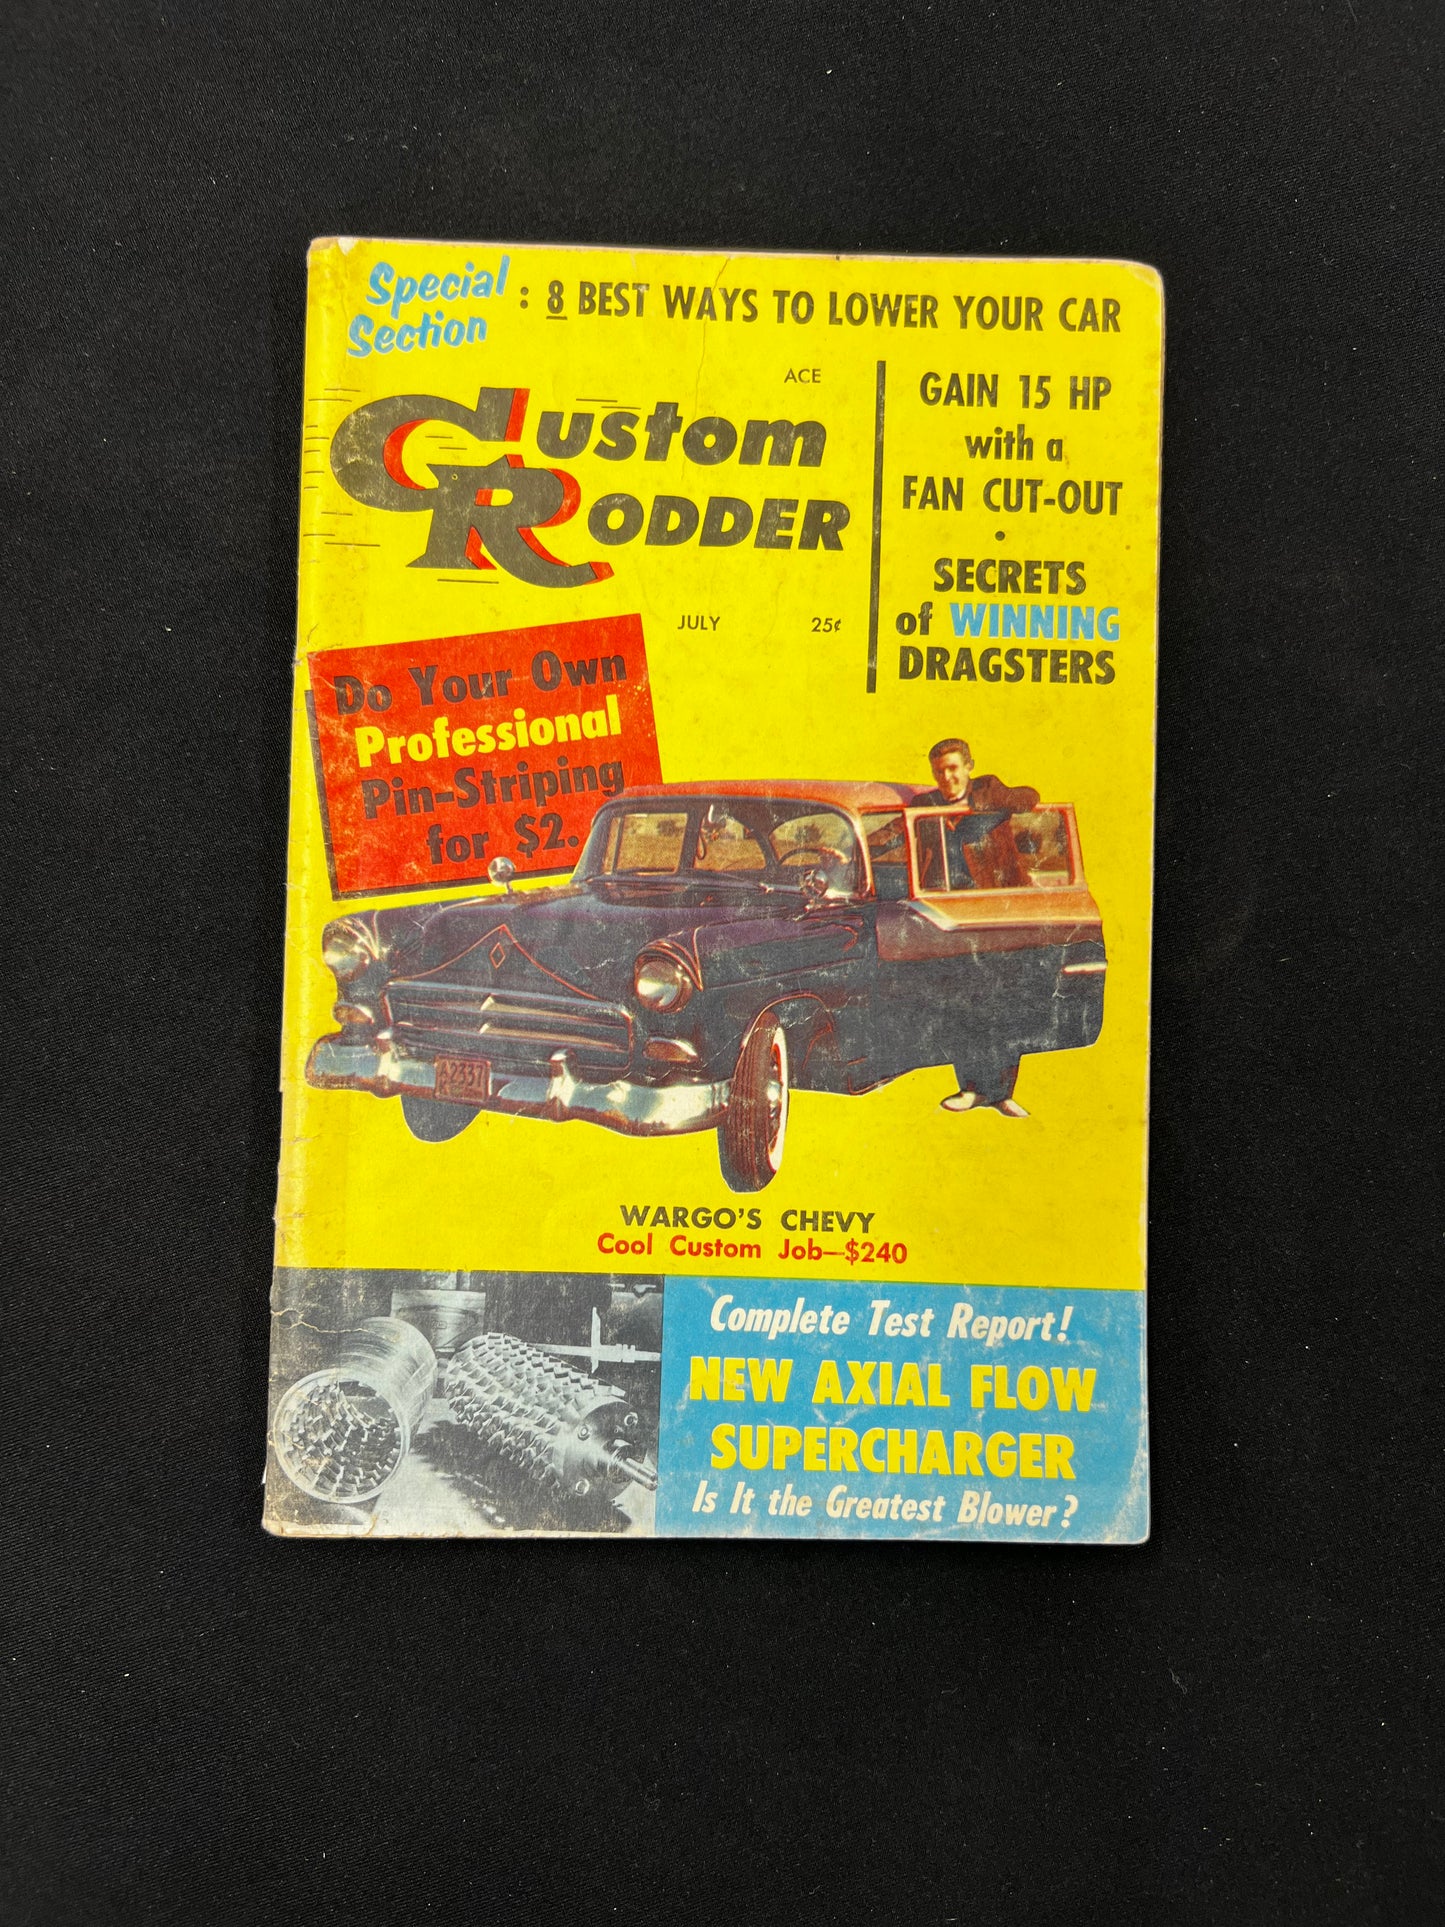 Special
Section : 8 BEST WAYS TO LOWER YOUR CAR
ACE
Custom
RODDER
JULY 25¢
GAIN 15 HP
with a
FAN CUT-OUT
•
SECRETS
of WINNING
DRAGSTERS
Do Your Own
Professional
Pin-Striping
for $2.
A2337
WARGO'S CHEVY
Cool Custom Job—$240
Complete Test Report!
NEW AXIAL FLOW
SUPERCHARGER
Is It the Greatest Blower?